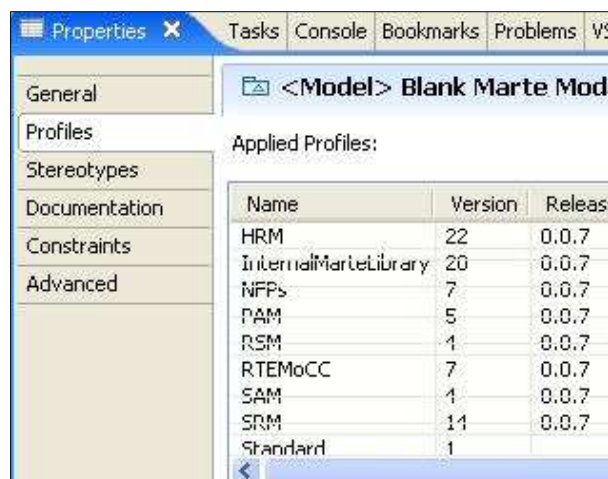 Properties Tasks Console Bookmarks Problems VS
General
Profiles
Stereotypes
Documentation
Constraints
Advanced
<Model> Blank Marte Mod
Applied Profiles:
Name Version Releas
HRM 22 0.0.7
InternalMarteLibrary 20 0.0.7
NFPs 7 0.0.7
PAM 5 0.0.7
RSM 4 0.0.7
RTEMoCC 7 0.0.7
SAM 4 0.0.7
SRM 14 0.0.7
Standard 1